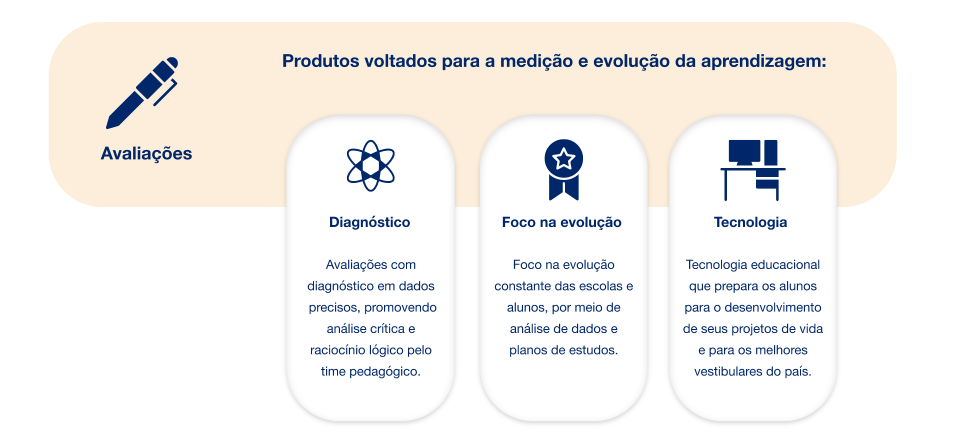 Produtos voltados para a medição e evolução da aprendizagem:
Avaliações
Diagnóstico
Avaliações com
diagnóstico em dados
precisos, promovendo
análise crítica e
raciocínio lógico pelo
time pedagógico.
Foco na evolução
Foco na evolução
constante das escolas e
alunos, por meio de
análise de dados e
planos de estudos.
Tecnologia
Tecnologia educacional
que prepara os alunos
para o desenvolvimento
de seus projetos de vida
e para os melhores
vestibulares do país.